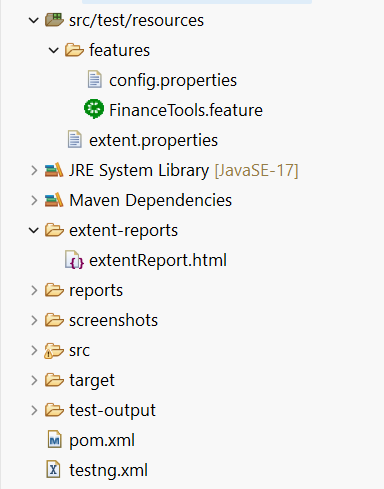 src/test/resources
features
config.properties
FinanceTools.feature
extent.properties
JRE System Library [JavaSE-17]
Maven Dependencies
extent-reports
extentReport.html
reports
screenshots
src
target
test-output
pom.xml
testng.xml